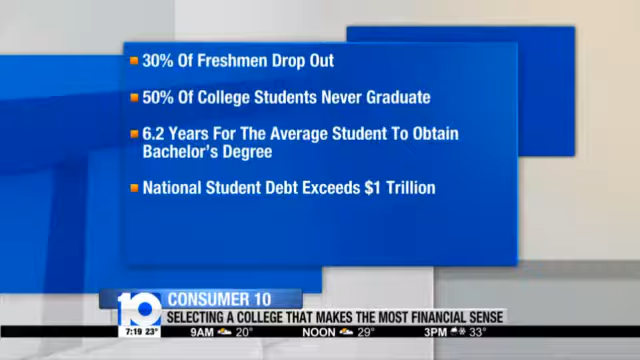 30% Of Freshmen Drop Out
50% Of College Students Never Graduate
6.2 Years For The Average Student To Obtain
Bachelor's Degree
National Student Debt Exceeds $1 Trillion
10 CONSUMER 10
SELECTING A COLLEGE THAT MAKES THE MOST FINANCIAL SENSE
7:19 23° 9AM 20° NOON 29° 3PM 33°